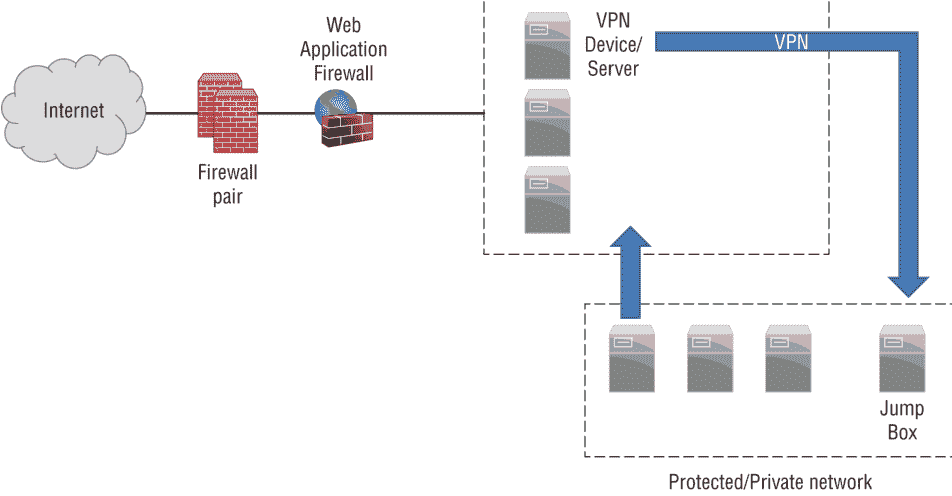 Internet
Firewall
pair
Web
Application
Firewall
VPN
Device/
Server
VPN
Jump
Box
Protected/Private network